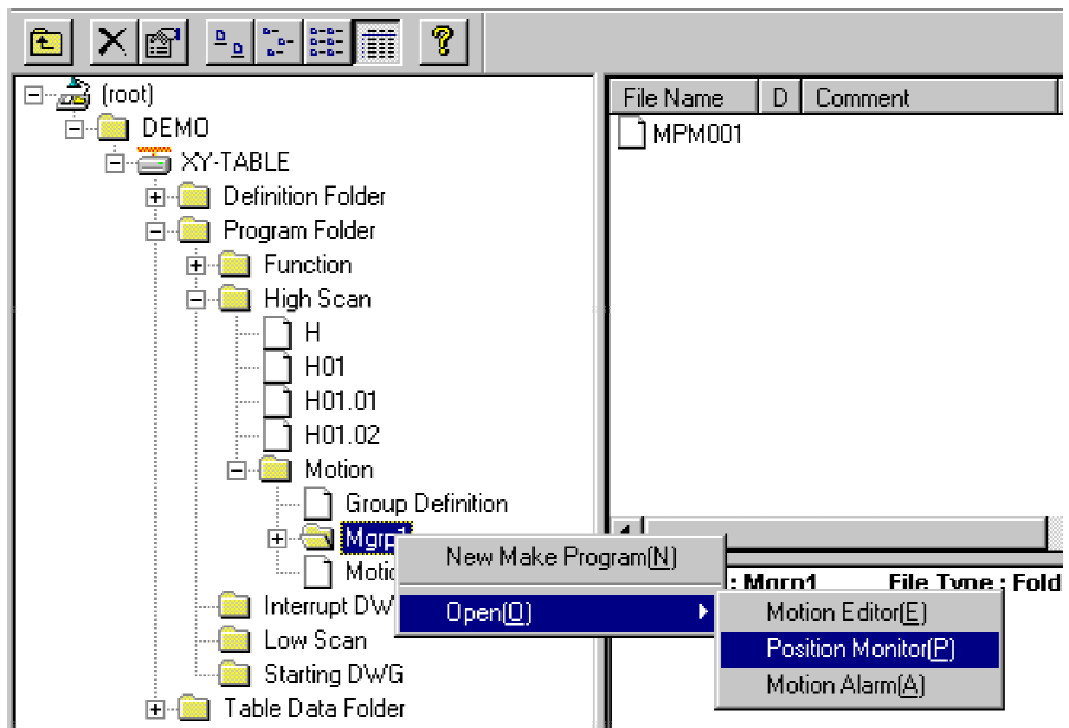 (root)
DEMO
XY-TABLE
Definition Folder
Program Folder
Function
High Scan
H
H01
H01.01
H01.02
Motion
Group Definition
Mgrp1
Interrupt DW
Low Scan
Starting DWG
Table Data Folder
File Name D Comment
MPM001
New Make Program(N)
Open(O)
: Mgrp1 File Type : Fold
Motion Editor(E)
Position Monitor(P)
Motion Alarm(A)